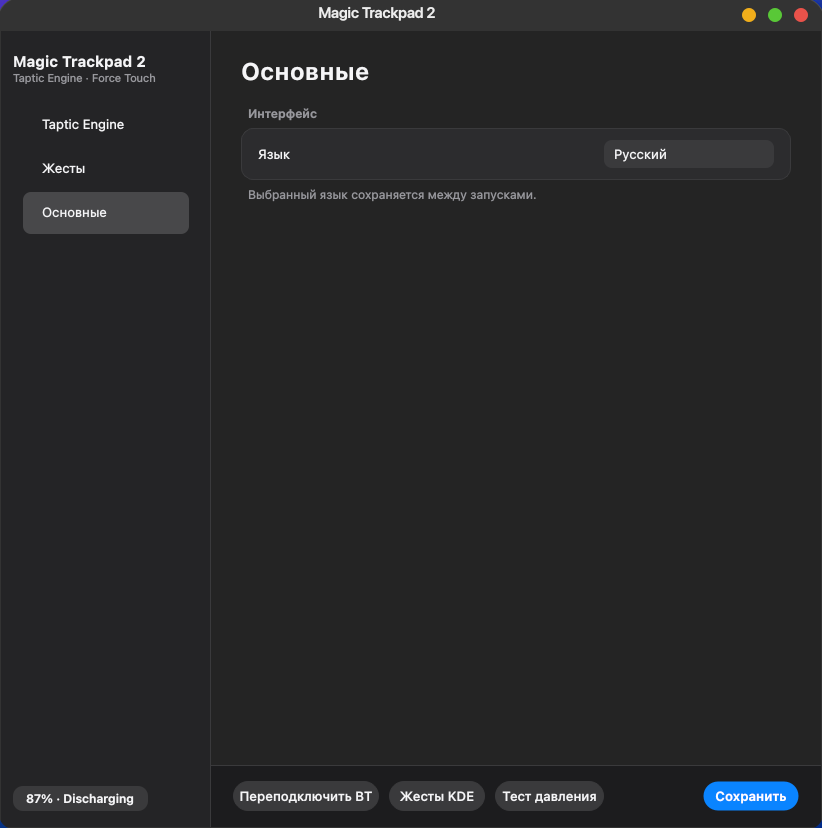 Magic Trackpad 2
Magic Trackpad 2
Taptic Engine · Force Touch
Taptic Engine
Жесты
Основные
87% · Discharging
Основные
Интерфейс
Язык
Русский
Выбранный язык сохраняется между запусками.
Переподключить BT
Жесты KDE
Тест давления
Сохранить